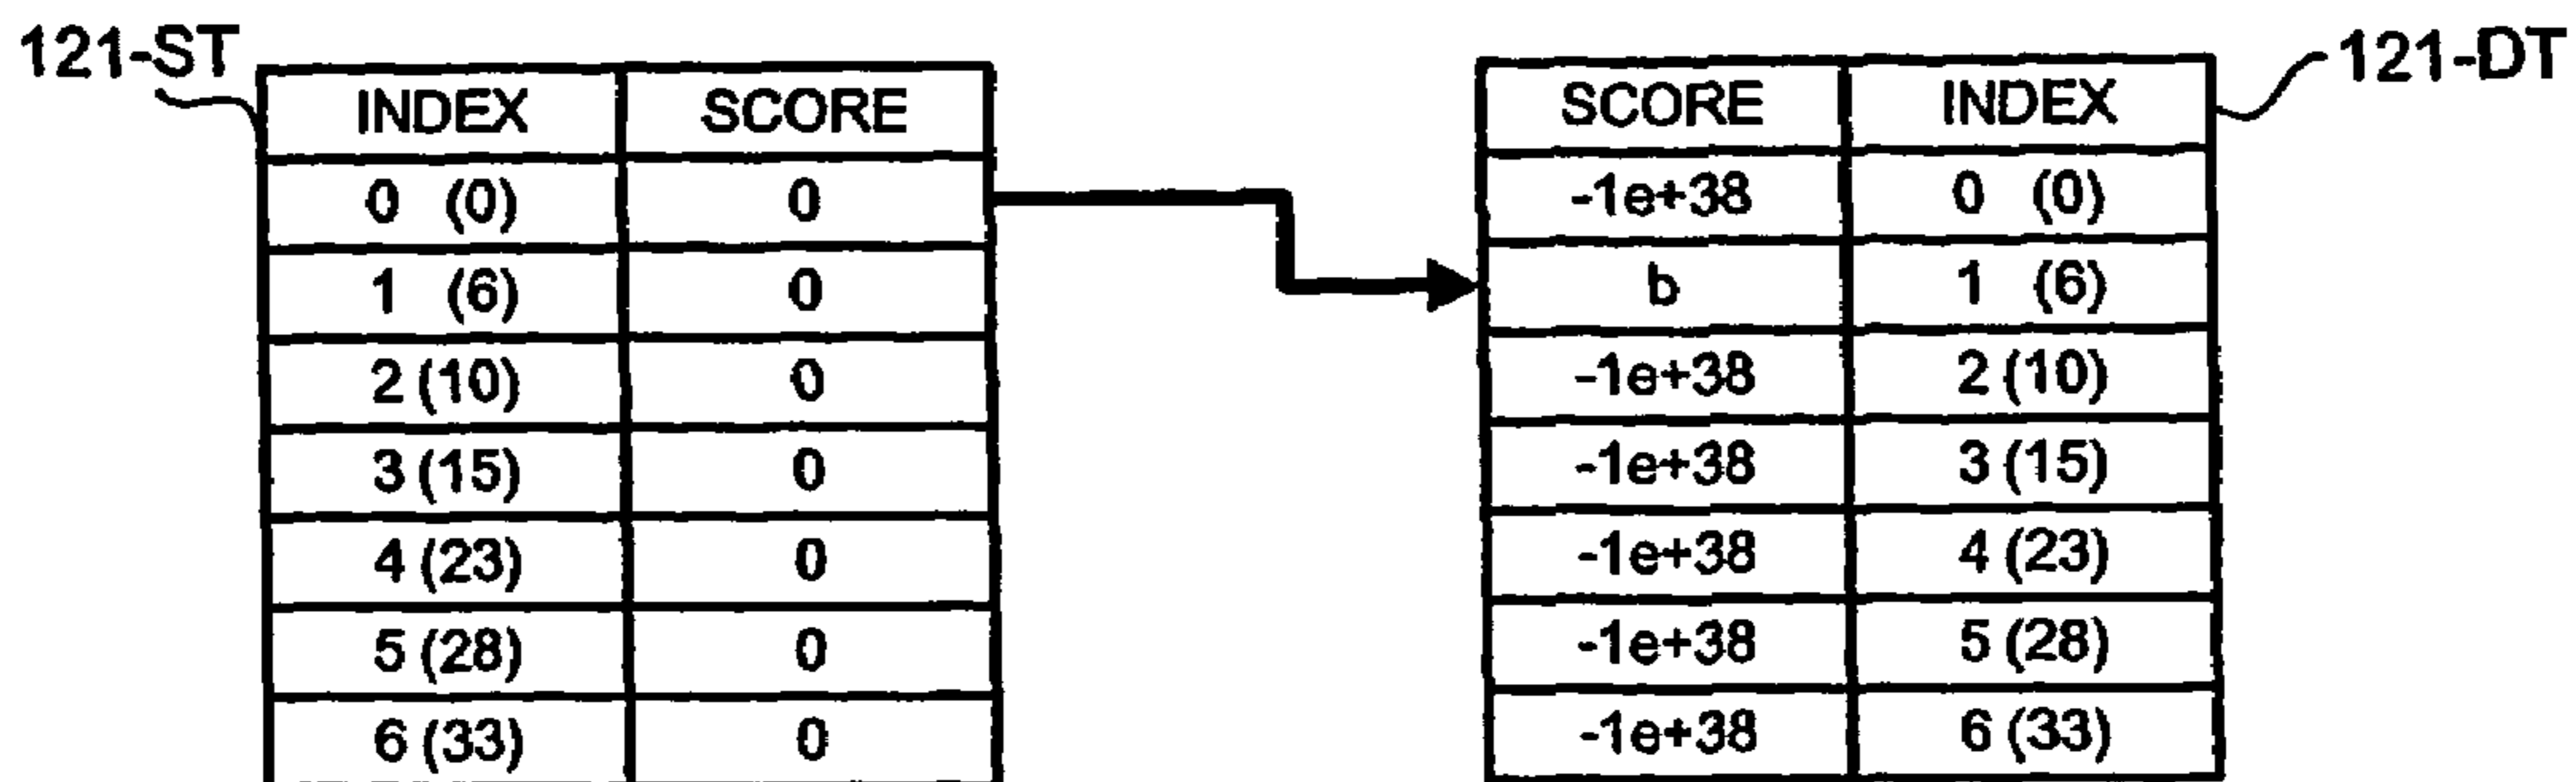 121-ST
121-DT
INDEX SCORE SCORE INDEX
0 (0) 0 -1e+38 0 (0)
1 (6) 0 b 1 (6)
2 (10) 0 -1e+38 2 (10)
3 (15) 0 -1e+38 3 (15)
4 (23) 0 -1e+38 4 (23)
5 (28) 0 -1e+38 5 (28)
6 (33) 0 -1e+38 6 (33)